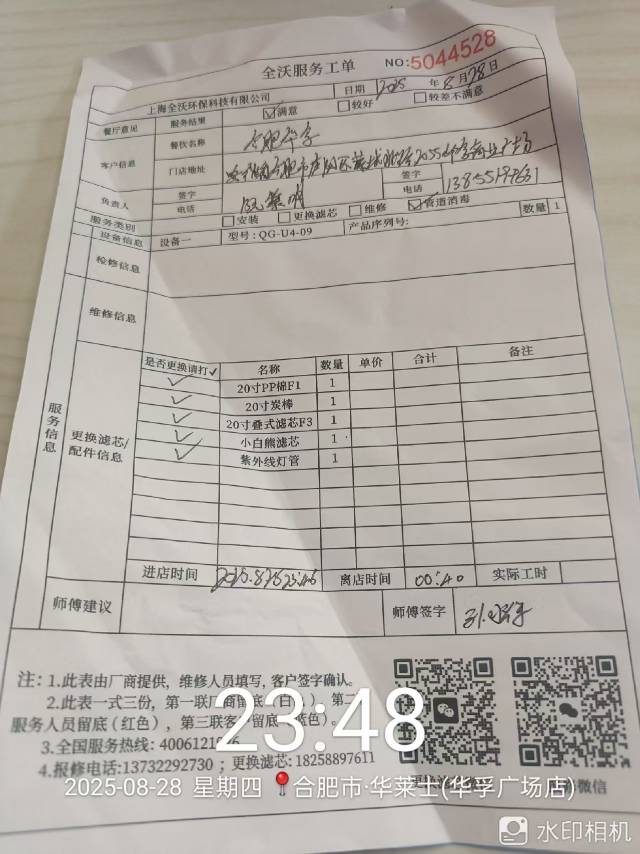 全沃服务工单
NO:5044528
上海全沃环保科技有限公司
日期 2025 年 8 月 28 日
餐厅意见 服务结果 ☑满意 □较好 □较差不满意
客户信息 餐饮名称 合肥华孚
门店地址
负责人 签字 签字
电话 电话
服务类别 □安装 □更换滤芯 □维修 ☑管道消毒
设备信息 设备一 型号:QG-U4-09 产品序列号: 数量 1
检修信息
服务信息
维修信息
更换滤芯/配件信息
是否更换请打✓ 名称 数量 单价 合计 备注
✓ 20寸PP棉F1 1
✓ 20寸炭棒 1
✓ 20寸叠式滤芯F3 1
✓ 小白熊滤芯 1
✓ 紫外线灯管 1
进店时间 离店时间 00:40 实际工时
师傅建议 师傅签字
注:1.此表由厂商提供,维修人员填写,客户签字确认。
2.此表一式三份,第一联厂商留底(白),第二
服务人员留底(红色),第三联客 留底(蓝色)。
3.全国服务热线:4006121
4.报修电话:13732292730 ;更换滤芯:18258897611
微信
23:48
2025-08-28 星期四 合肥市·华莱士(华孚广场店)
水印相机